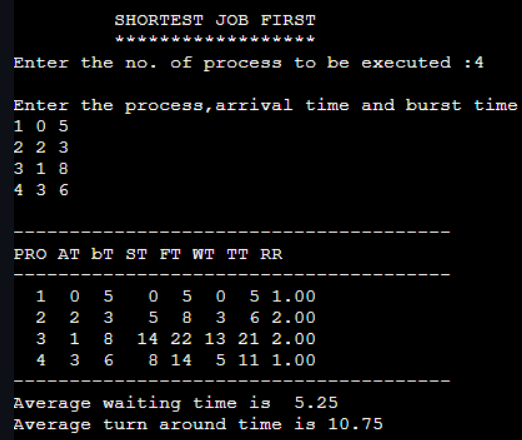 SHORTEST JOB FIRST
******************
Enter the no. of process to be executed :4
Enter the process,arrival time and burst time
1 0 5
2 2 3
3 1 8
4 3 6
---------------------------------------
PRO AT bT ST FT WT TT RR
---------------------------------------
1 0 5 0 5 0 5 1.00
2 2 3 5 8 3 6 2.00
3 1 8 14 22 13 21 2.00
4 3 6 8 14 5 11 1.00
---------------------------------------
Average waiting time is 5.25
Average turn around time is 10.75